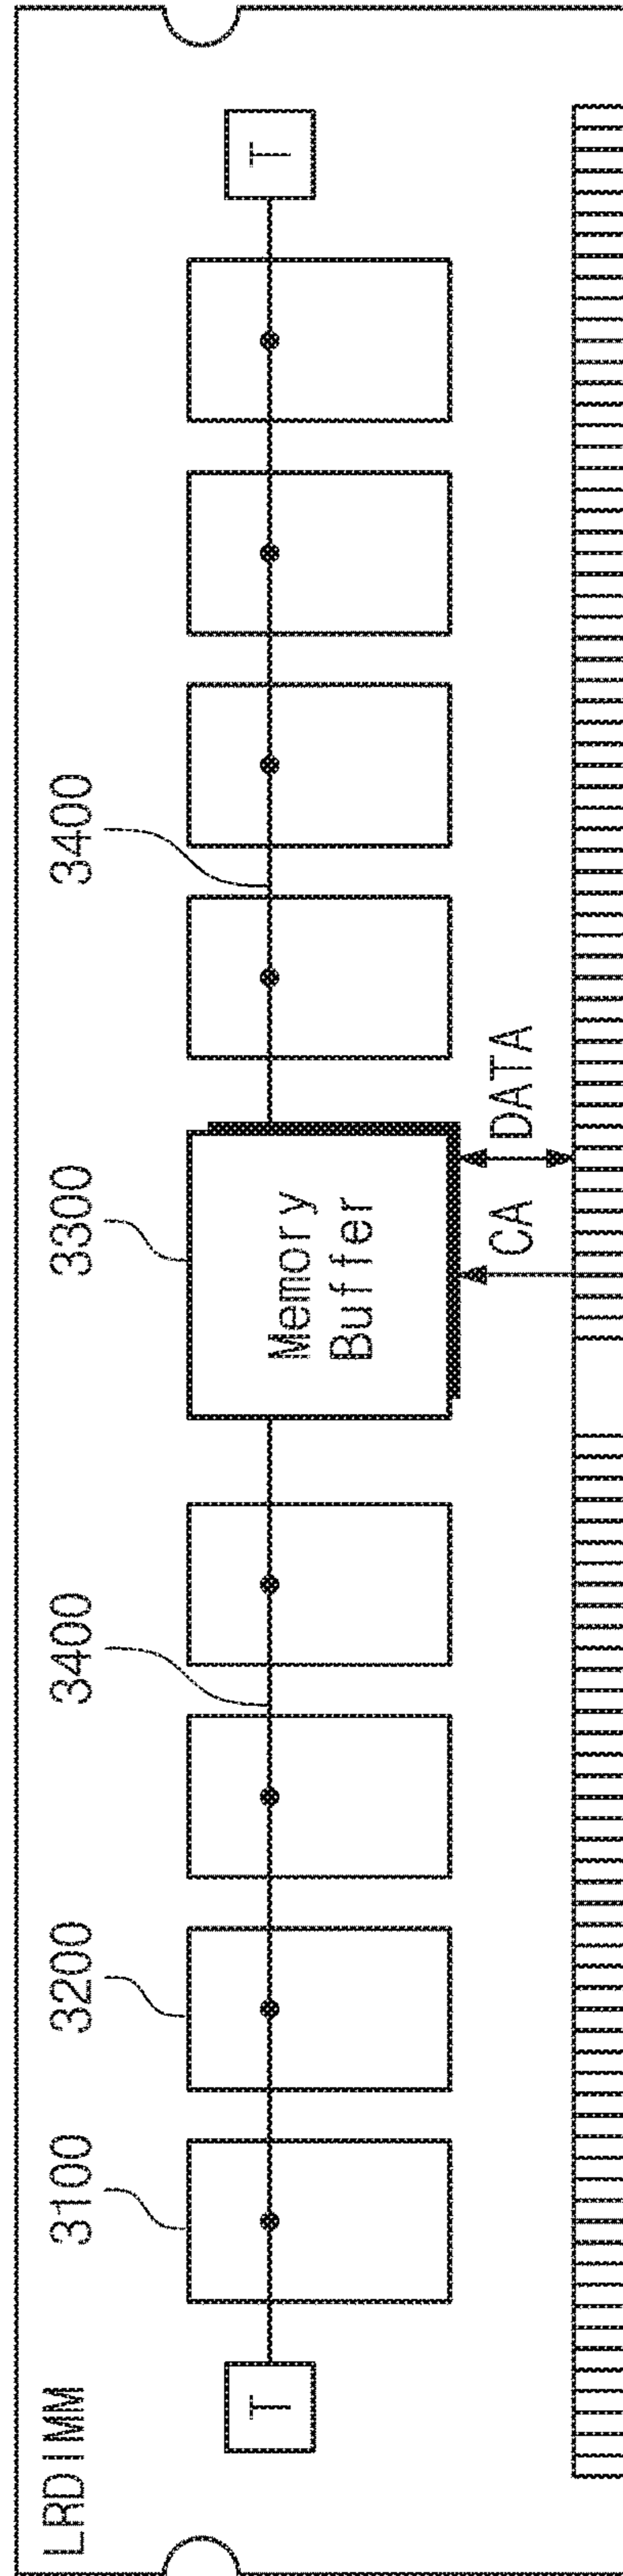 LRDIMM
3100
3200
3400
3300
3400
T
Memory
Buffer
T
CA
DATA